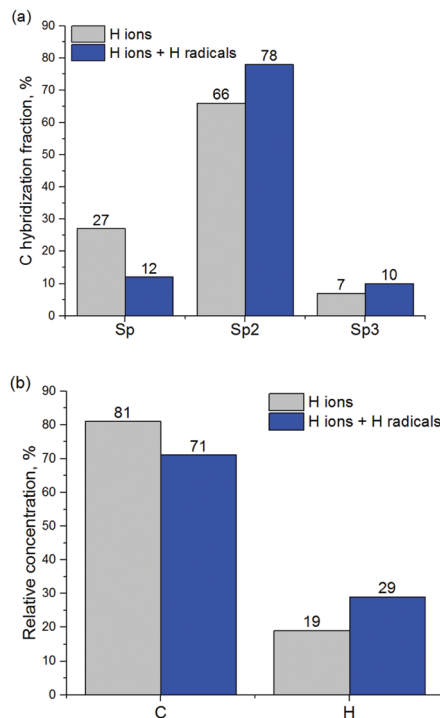 (a)
H ions
H ions + H radicals
C hybridization fraction, %
90
80
70
60
50
40
30
20
10
0
27
12
66
78
7
10
Sp
Sp2
Sp3
(b)
H ions
H ions + H radicals
Relative concentration, %
90
80
70
60
50
40
30
20
10
0
81
71
19
29
C
H